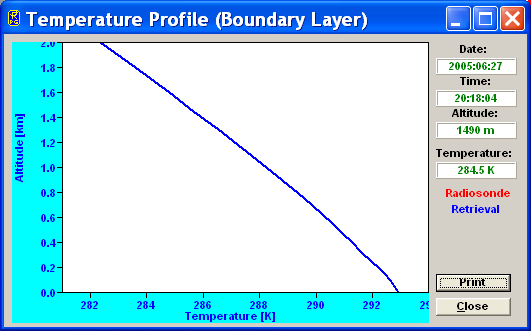 Temperature Profile (Boundary Layer)
Date:
2005:06:27
Time:
20:18:04
Altitude:
1490 m
Temperature:
284.5 K
Radiosonde
Retrieval
Print
Close
Altitude [km]
2.0
1.8
1.6
1.4
1.2
1.0
0.8
0.6
0.4
0.2
0.0
282 284 286 288 290 292 29
Temperature [K]